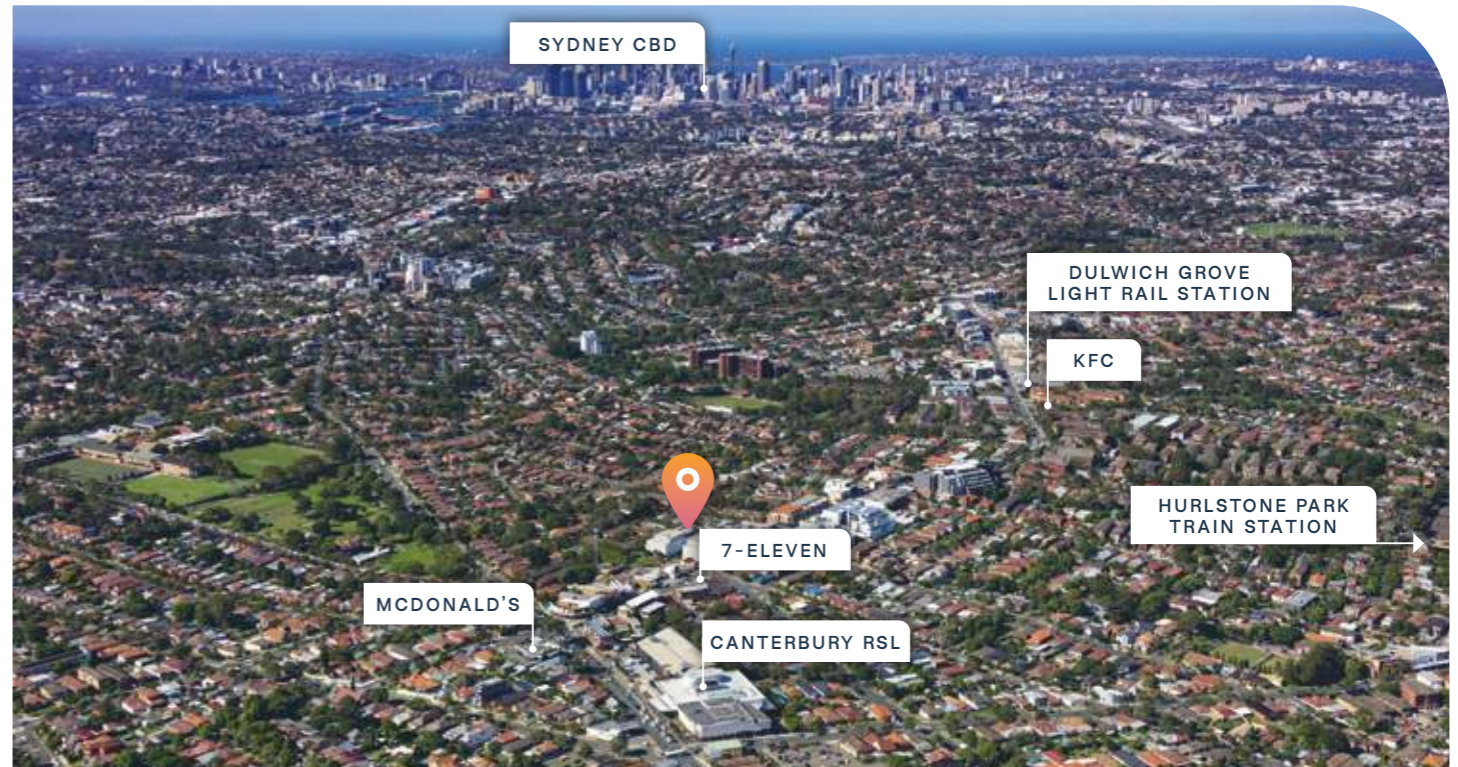 SYDNEY CBD
DULWICH GROVE
LIGHT RAIL STATION
KFC
HURLSTONE PARK
TRAIN STATION
7-ELEVEN
MCDONALD'S
CANTERBURY RSL